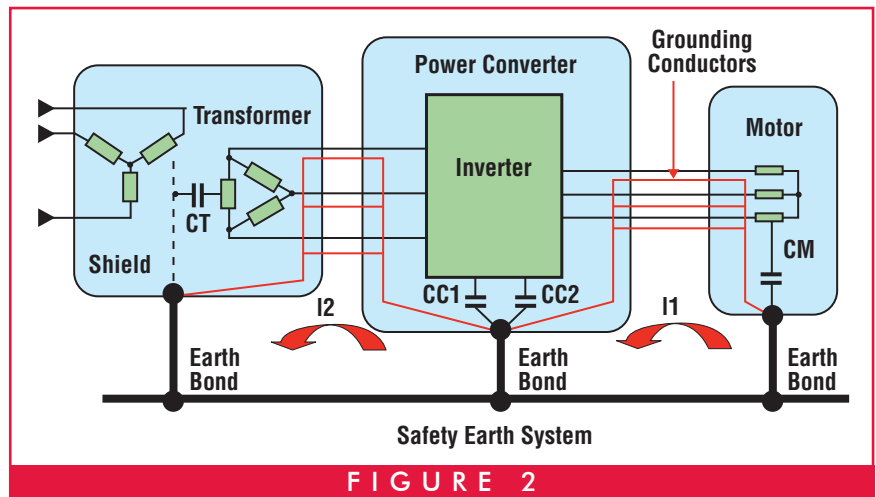 Grounding
Conductors
Power Converter
Transformer
Motor
Inverter
CT
Shield
CC1
CC2
CM
I2
I1
Earth
Bond
Earth
Bond
Earth
Bond
Safety Earth System
FIGURE 2